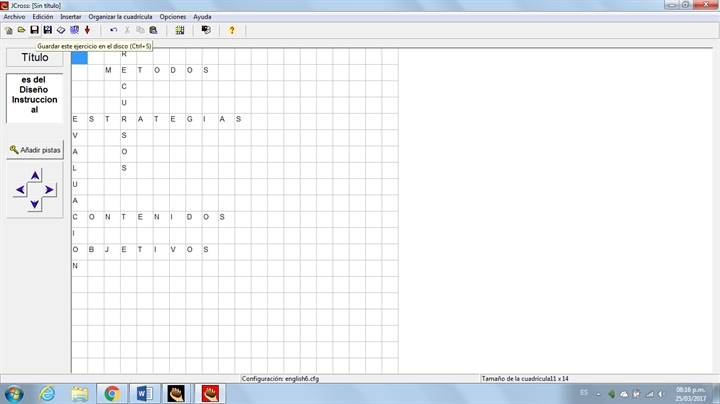 JCross: [Sin título]
Archivo Edición Insertar Organizar la cuadrícula Opciones Ayuda
Guardar este ejercicio en el disco (Ctrl+S)
Título
es del
Diseño
Instruccion
al
Añadir pistas
R
M E T O D O S
C
U
E S T R A T E G I A S
V S
A O
L S
U
A
C O N T E N I D O S
I
O B J E T I V O S
N
Configuración: english6.cfg Tamaño de la cuadrícula11 x 14
ES 08:16 p.m.
25/03/2017